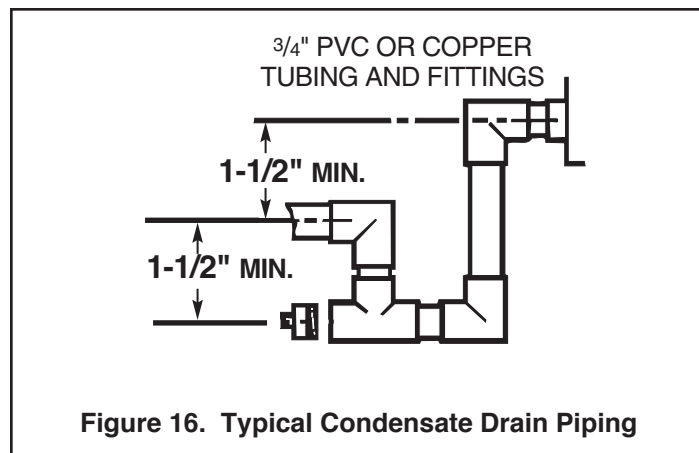 3/4" PVC OR COPPER
TUBING AND FITTINGS
1-1/2" MIN.
1-1/2" MIN.
Figure 16. Typical Condensate Drain Piping